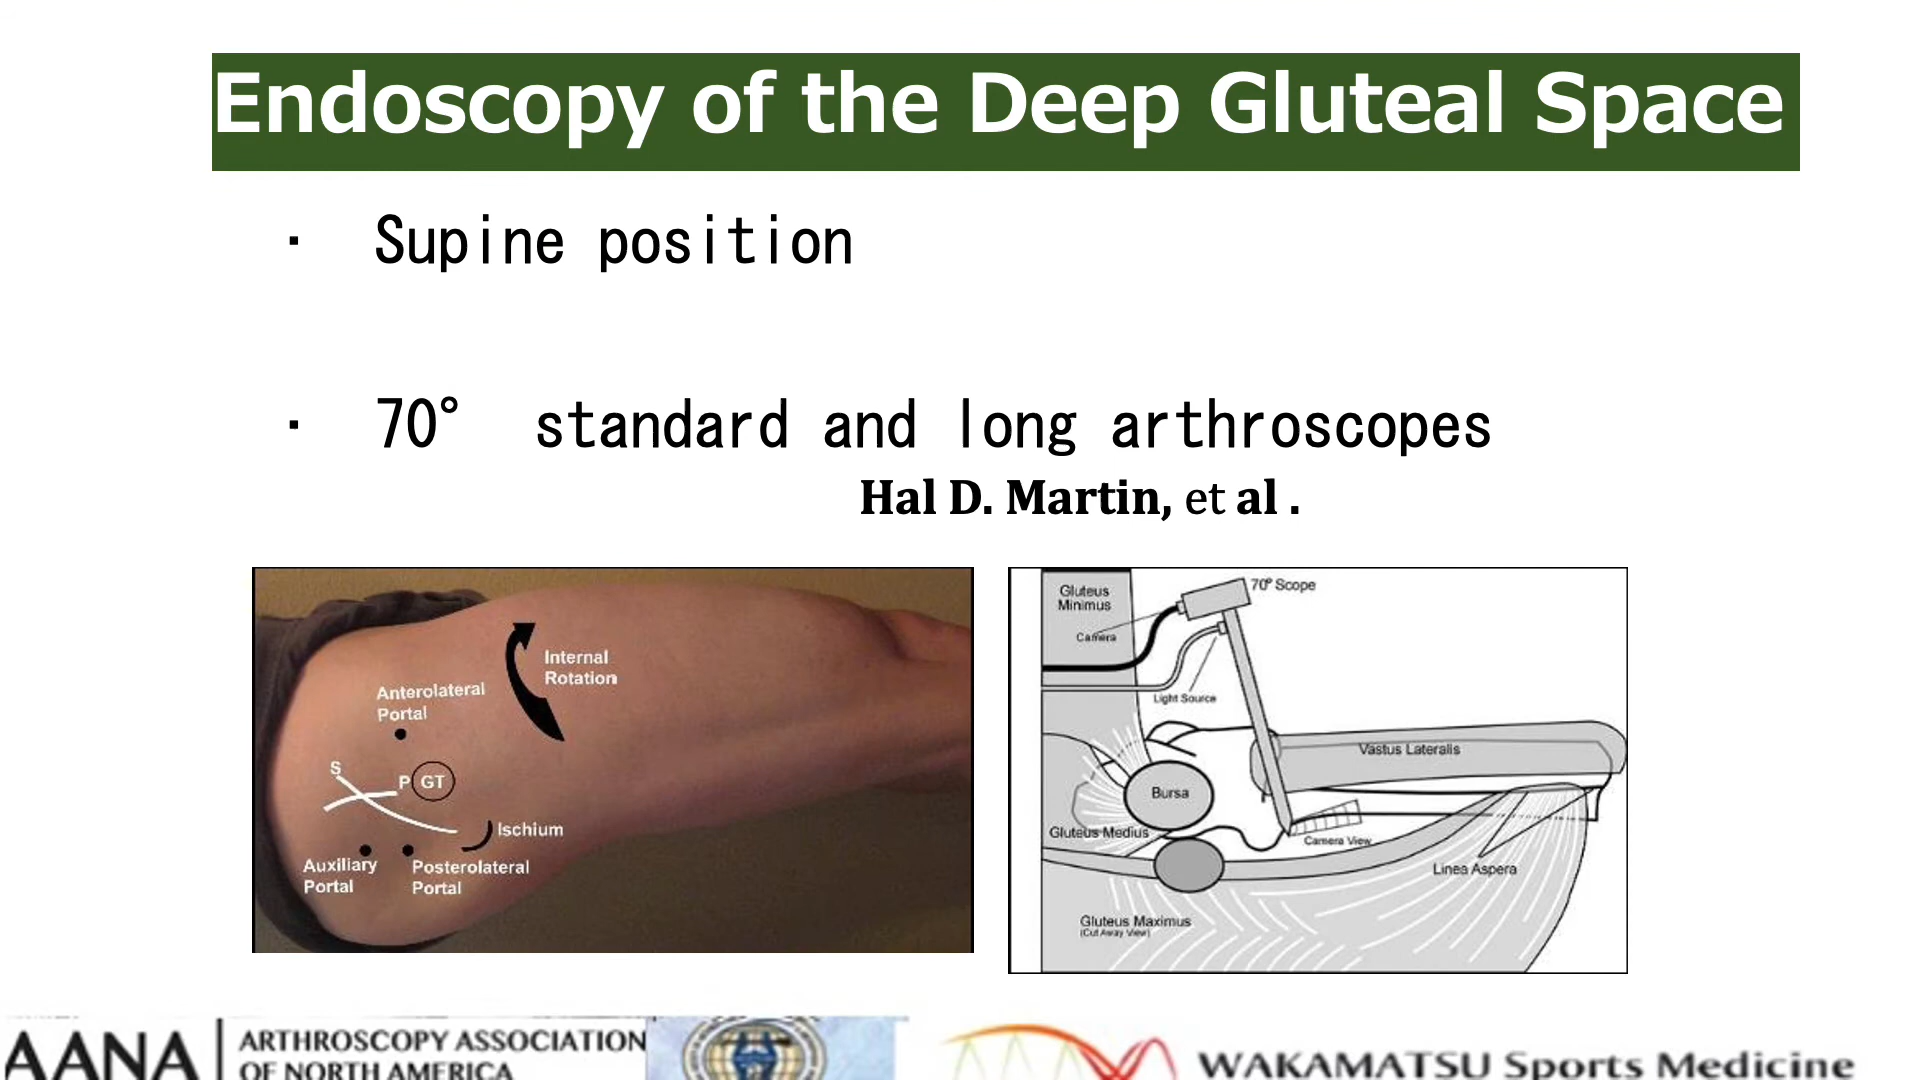 Endoscopy of the Deep Gluteal Space
・ Supine position
・ 70° standard and long arthroscopes
Hal D. Martin, et al .
Internal
Rotation
Anterolateral
Portal
S
P
GT
Ischium
Auxiliary
Portal
Posterolateral
Portal
Gluteus
Minimus
70° Scope
Camera
Light Source
Vastus Lateralis
Bursa
Gluteus Medius
Camera View
Linea Aspera
Gluteus Maximus
(Cut Away View)
AANA
ARTHROSCOPY ASSOCIATION
OF NORTH AMERICA
WAKAMATSU Sports Medicine